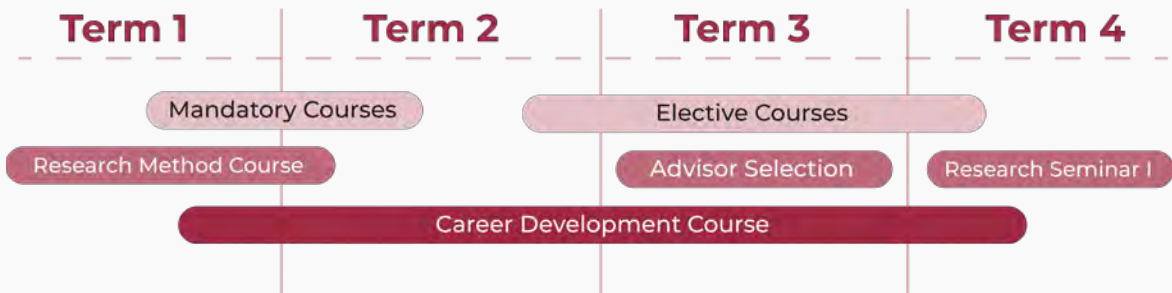 Term 1 Term 2 Term 3 Term 4
Mandatory Courses Elective Courses
Research Method Course Advisor Selection Research Seminar I
Career Development Course